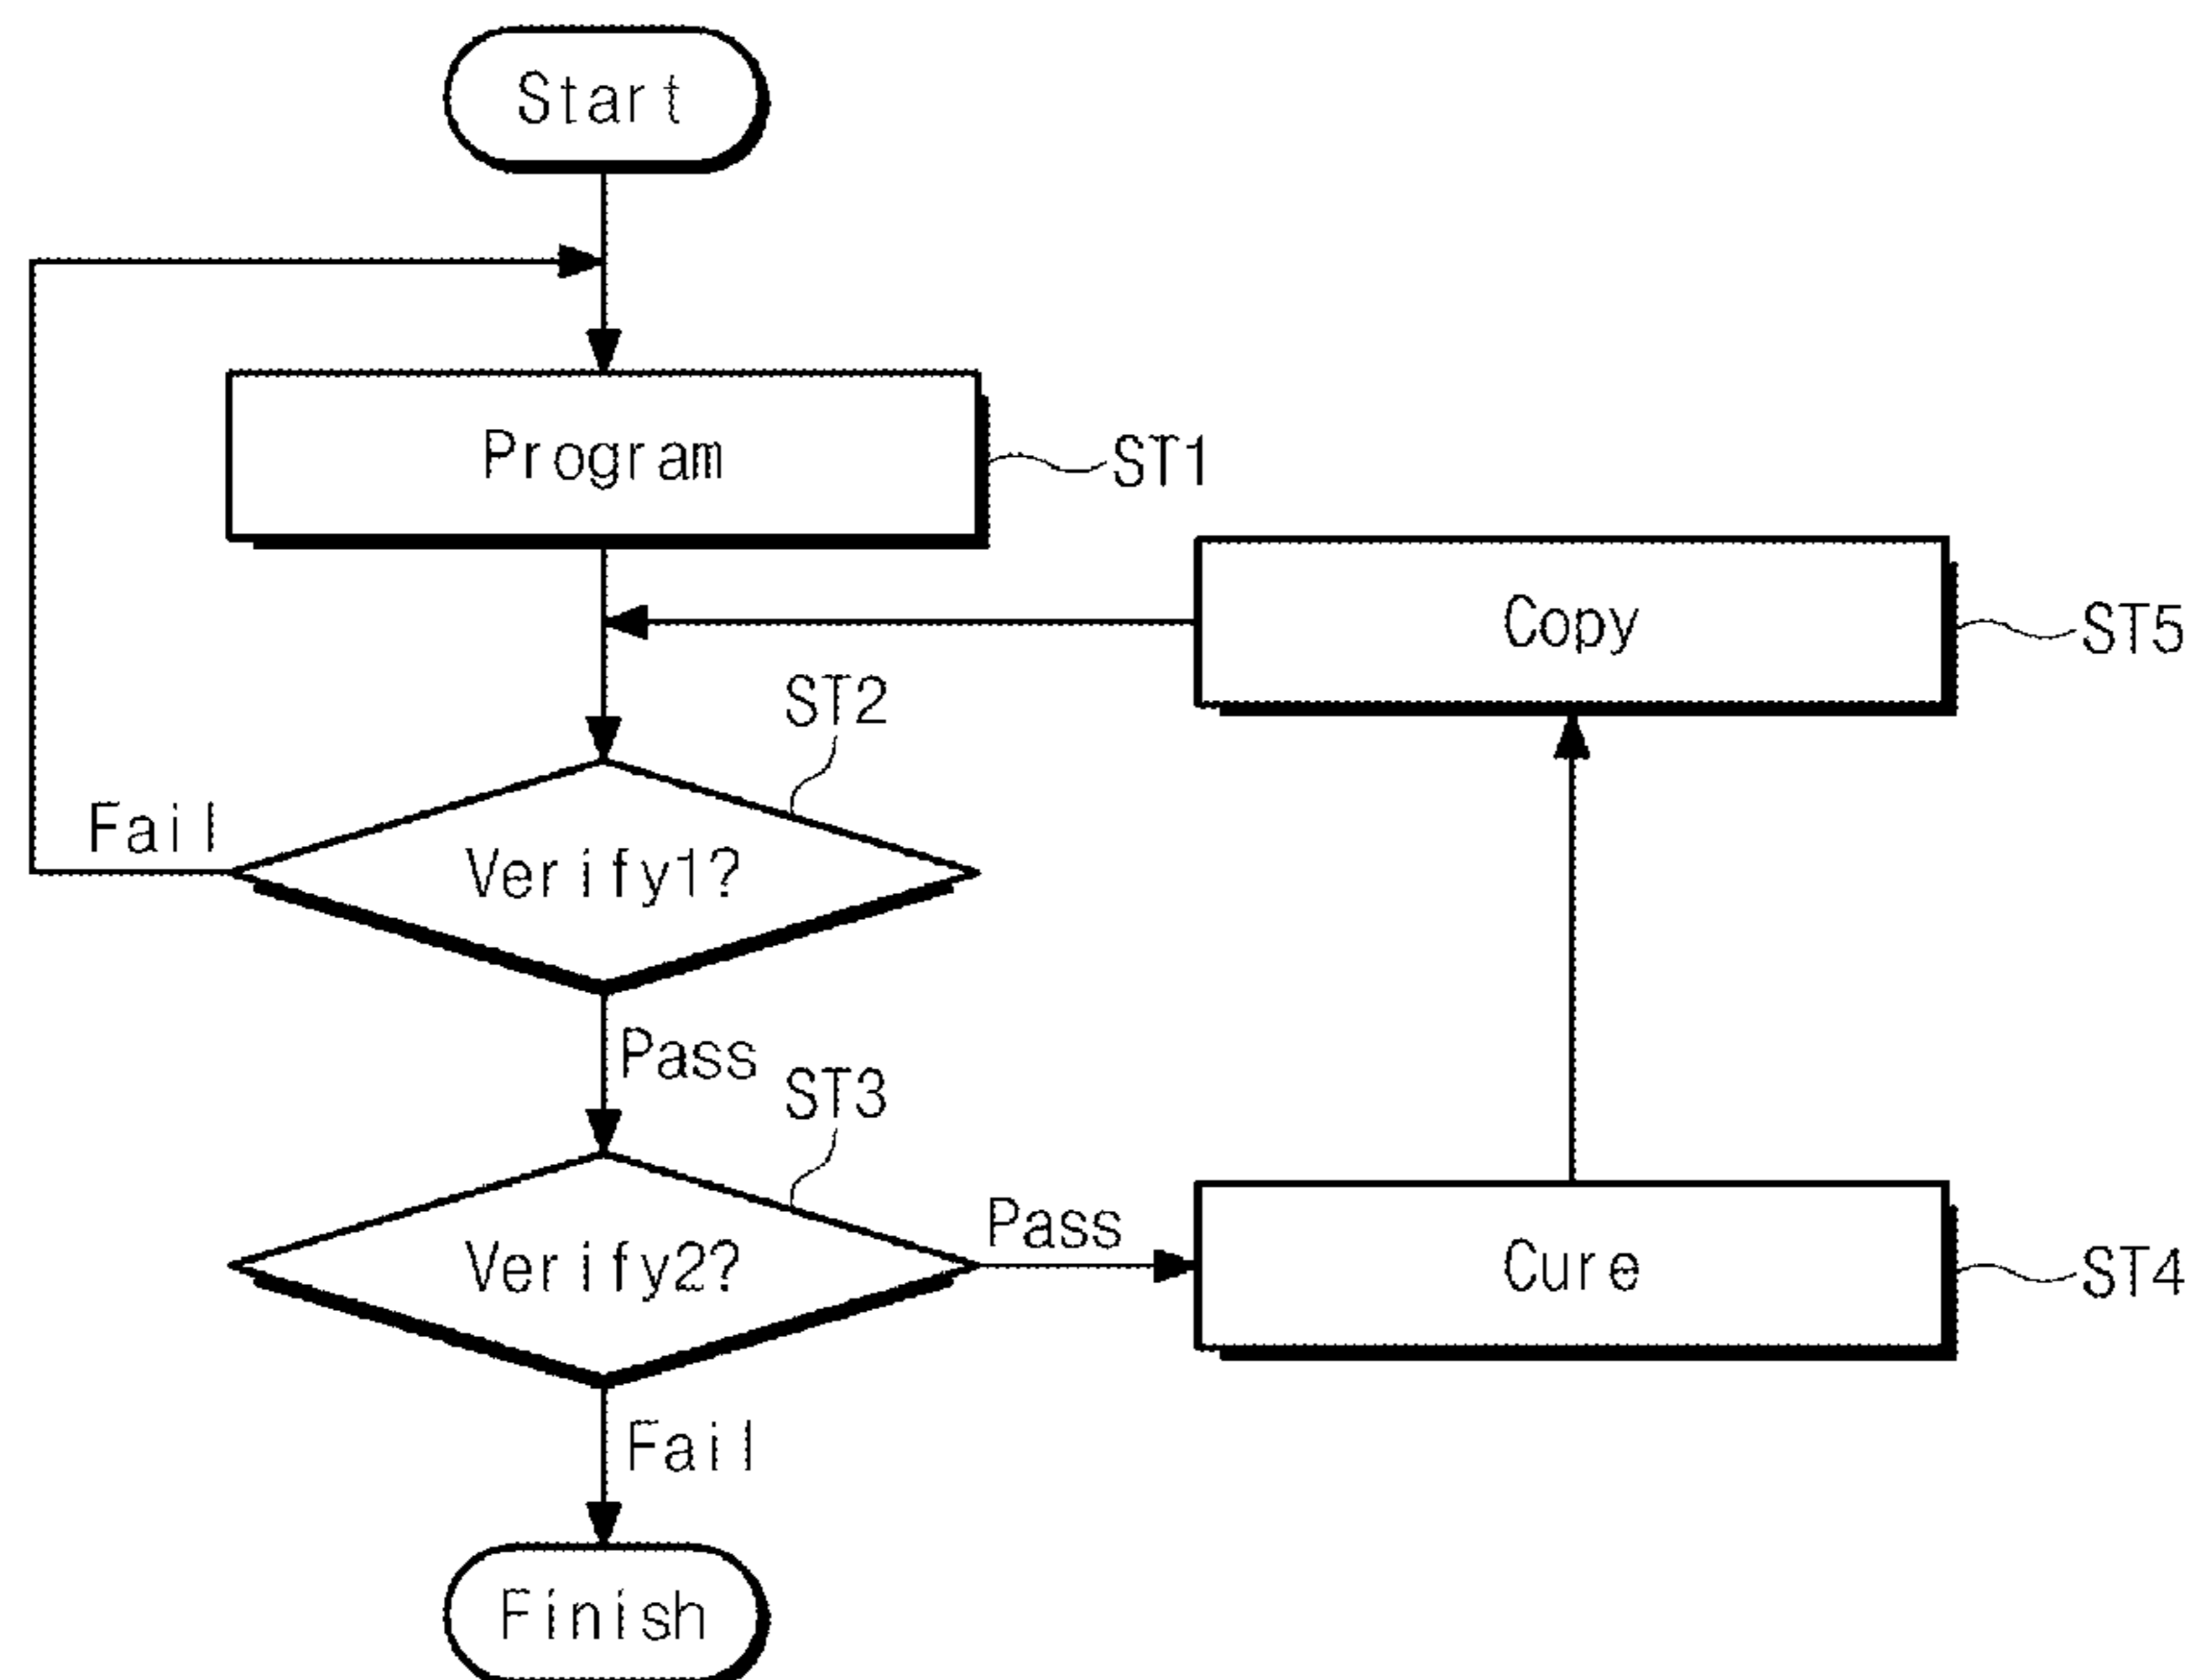 Start
Program
ST1
Copy
ST5
ST2
Fail
Verify1?
Pass
ST3
Verify2?
Pass
Cure
ST4
Fail
Finish